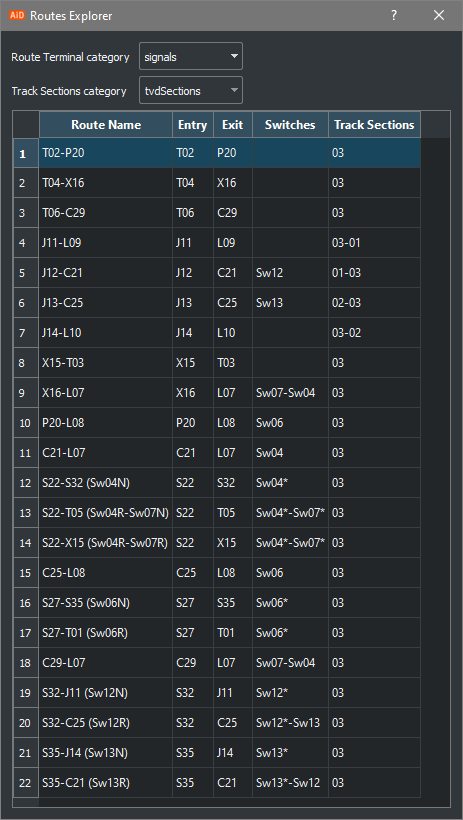 AID Routes Explorer ? ×
Route Terminal category signals
Track Sections category tvdSections
Route Name Entry Exit Switches Track Sections
1 T02-P20 T02 P20 03
2 T04-X16 T04 X16 03
3 T06-C29 T06 C29 03
4 J11-L09 J11 L09 03-01
5 J12-C21 J12 C21 Sw12 01-03
6 J13-C25 J13 C25 Sw13 02-03
7 J14-L10 J14 L10 03-02
8 X15-T03 X15 T03 03
9 X16-L07 X16 L07 Sw07-Sw04 03
10 P20-L08 P20 L08 Sw06 03
11 C21-L07 C21 L07 Sw04 03
12 S22-S32 (Sw04N) S22 S32 Sw04* 03
13 S22-T05 (Sw04R-Sw07N) S22 T05 Sw04*-Sw07* 03
14 S22-X15 (Sw04R-Sw07R) S22 X15 Sw04*-Sw07* 03
15 C25-L08 C25 L08 Sw06 03
16 S27-S35 (Sw06N) S27 S35 Sw06* 03
17 S27-T01 (Sw06R) S27 T01 Sw06* 03
18 C29-L07 C29 L07 Sw07-Sw04 03
19 S32-J11 (Sw12N) S32 J11 Sw12* 03
20 S32-C25 (Sw12R) S32 C25 Sw12*-Sw13 03
21 S35-J14 (Sw13N) S35 J14 Sw13* 03
22 S35-C21 (Sw13R) S35 C21 Sw13*-Sw12 03